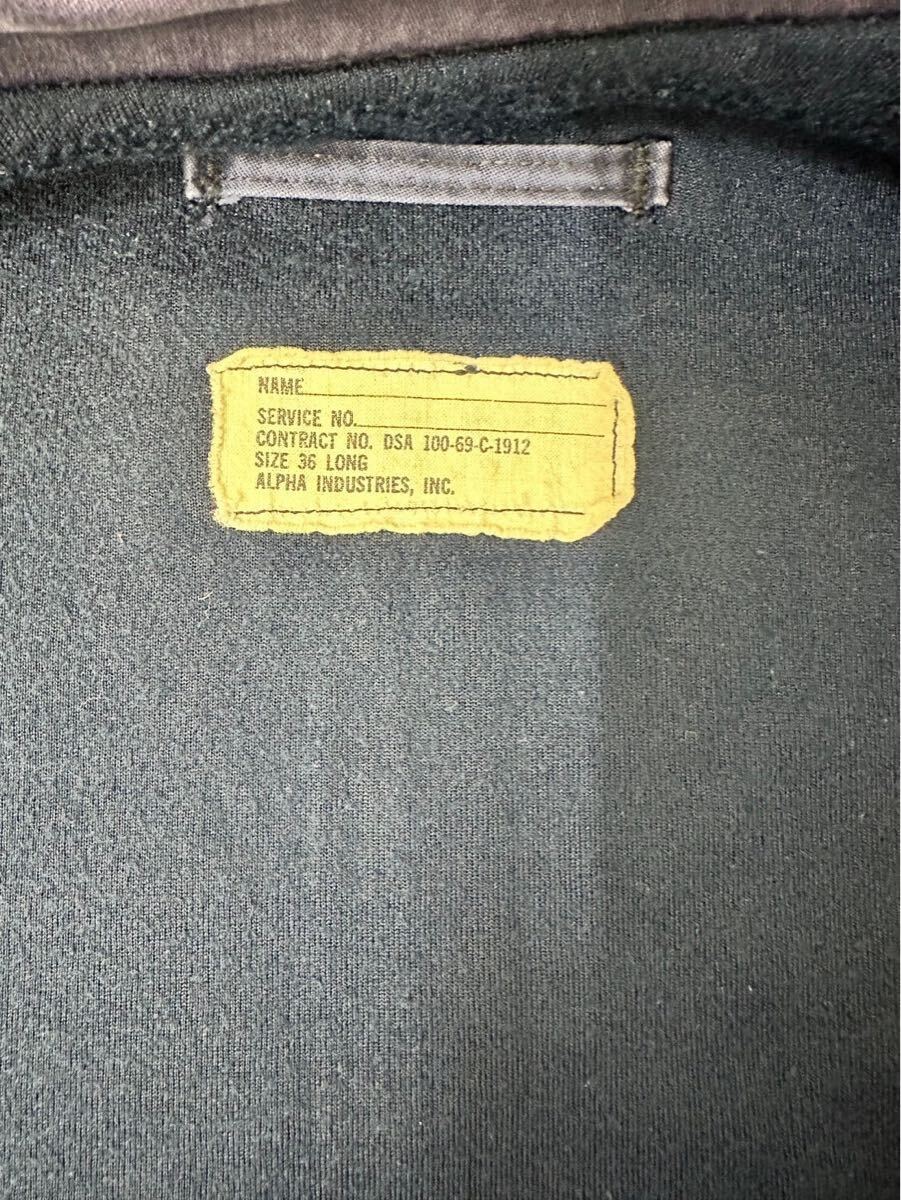 NAME
SERVICE NO.
CONTRACT NO. DSA 100-69-C-1912
SIZE 36 LONG
ALPHA INDUSTRIES, INC.